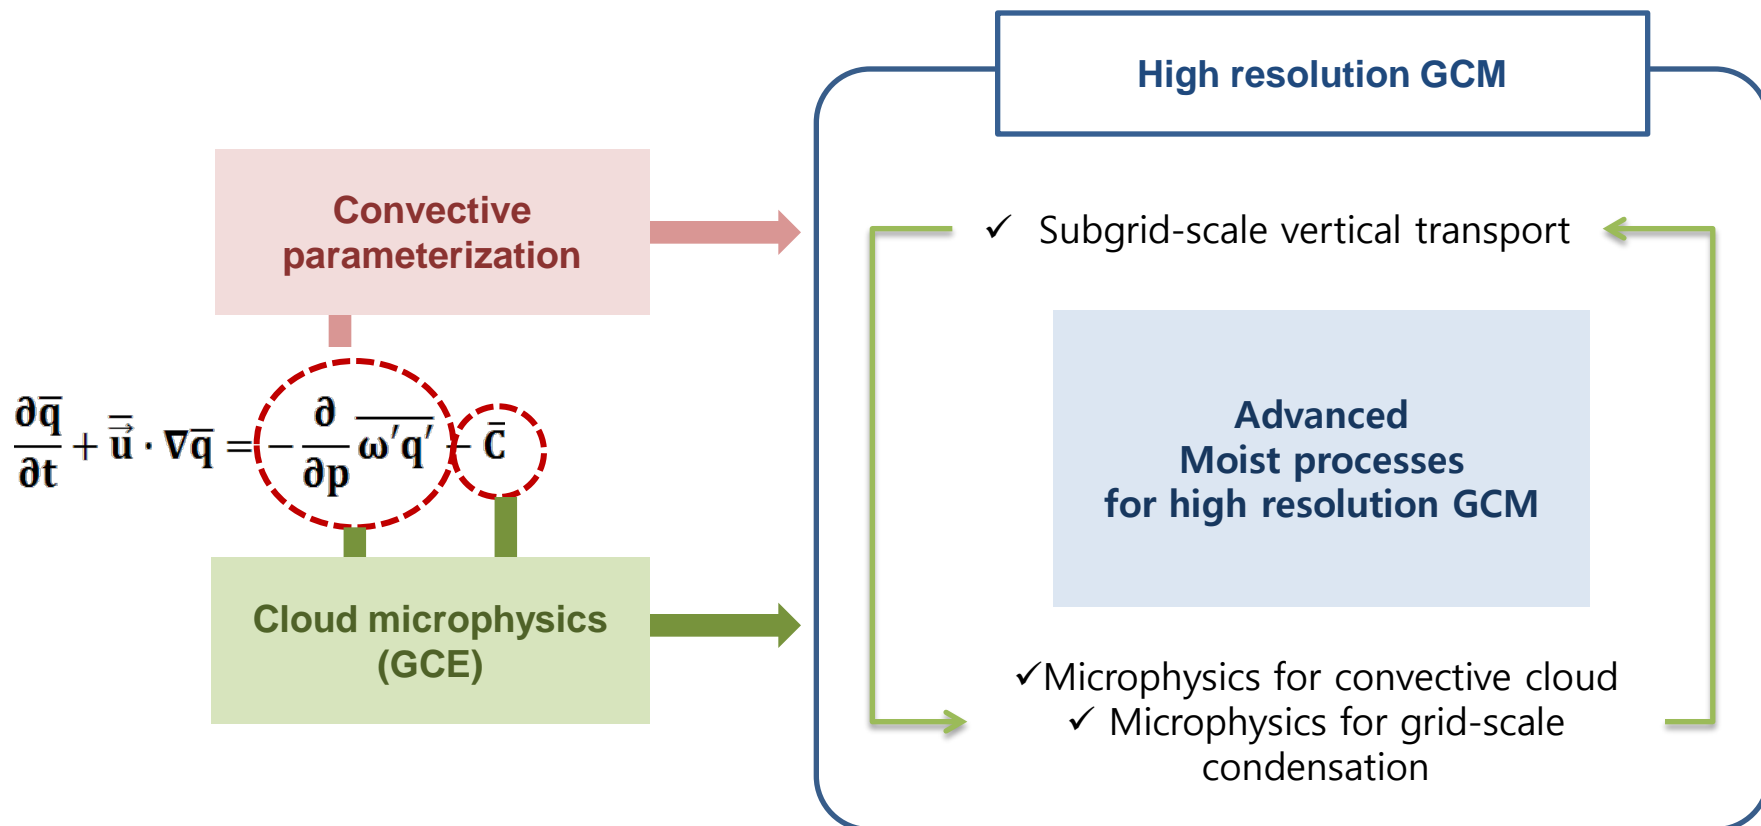 High resolution GCM
Convective
parameterization
✓ Subgrid-scale vertical transport
∂q̅/∂t + u̅⃗ · ∇q̅ = − ∂/∂p \overline{ω′q′} − C̅
Advanced
Moist processes
for high resolution GCM
Cloud microphysics
(GCE)
✓Microphysics for convective cloud
✓ Microphysics for grid-scale
condensation